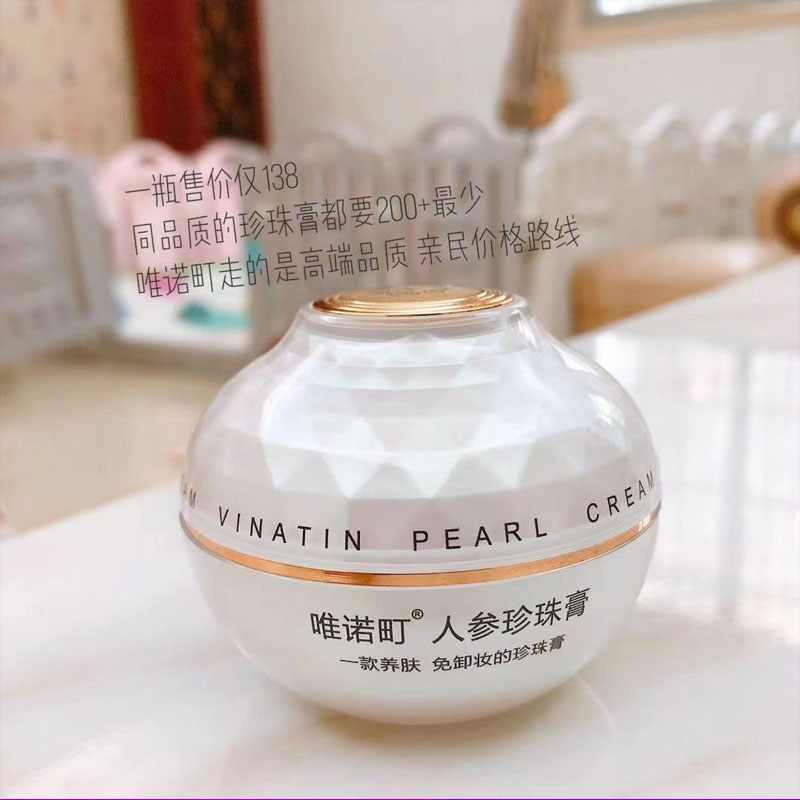 一瓶售价仅138
同品质的珍珠膏都要200+最少
唯诺町走的是高端品质 亲民价格路线
VINATIN PEARL CREAM
唯诺町® 人参珍珠膏
一款养肤 免卸妆的珍珠膏